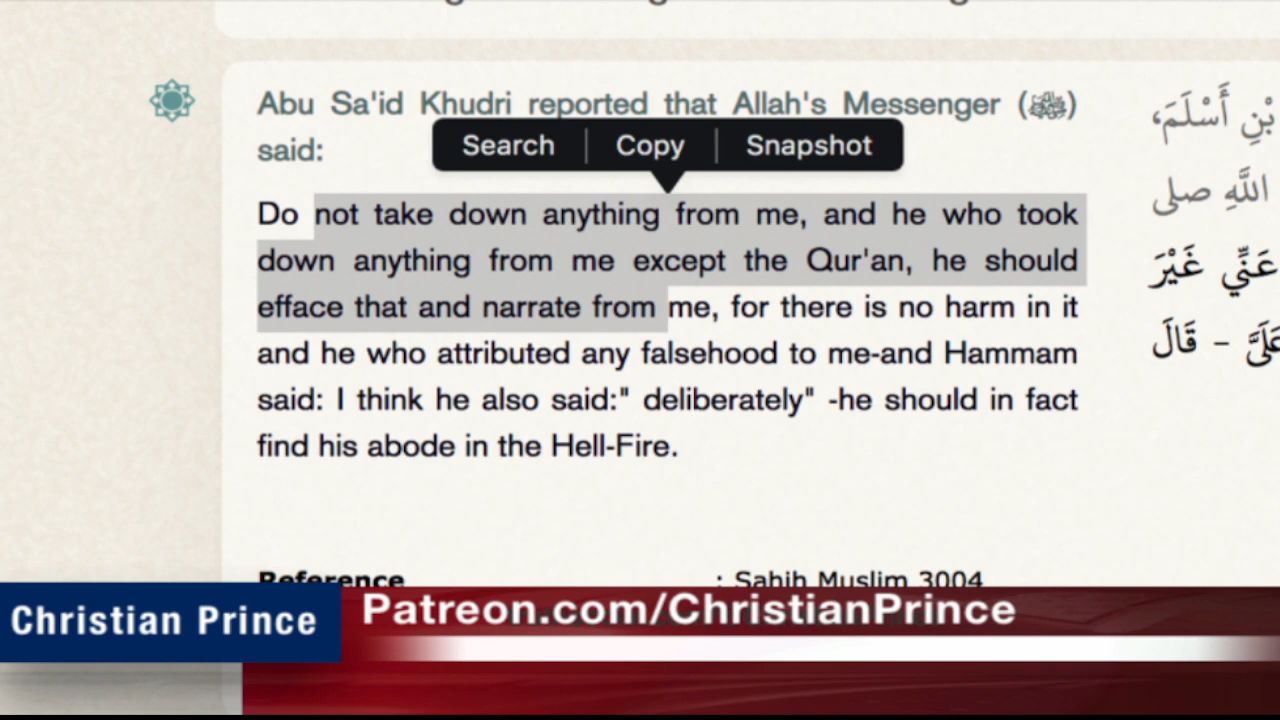 Abu Sa'id Khudri reported that Allah's Messenger (ﷺ)
said:
Search
Copy
Snapshot
Do not take down anything from me, and he who took
down anything from me except the Qur'an, he should
efface that and narrate from me, for there is no harm in it
and he who attributed any falsehood to me-and Hammam
said: I think he also said:" deliberately" -he should in fact
find his abode in the Hell-Fire.
بْنِ أَسْلَمَ،
اللَّهِ صلى
عَنِّي غَيْرَ
عَلَىَّ - قَالَ
Reference : Sahih Muslim 3004
Christian Prince
Patreon.com/ChristianPrince